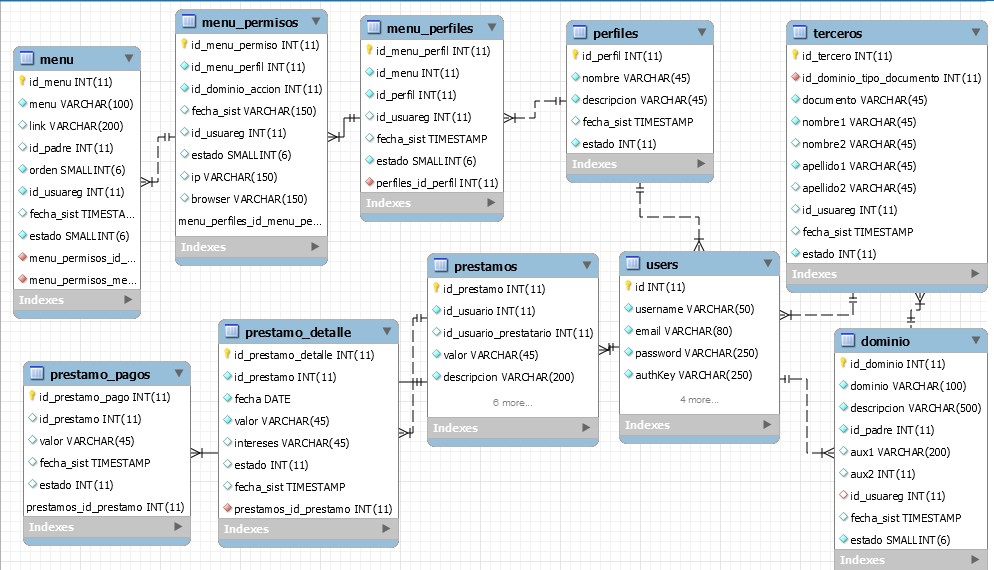 menu
id_menu INT(11)
menu VARCHAR(100)
link VARCHAR(200)
id_padre INT(11)
orden SMALLINT(6)
id_usuareg INT(11)
fecha_sist TIMESTA...
estado SMALLINT(6)
menu_permisos_id_...
menu_permisos_me...
Indexes
menu_permisos
id_menu_permiso INT(11)
id_menu_perfil INT(11)
id_dominio_accion INT(11)
fecha_sist VARCHAR(150)
id_usuareg INT(11)
estado SMALLINT(6)
ip VARCHAR(150)
browser VARCHAR(150)
menu_perfiles_id_menu_pe...
Indexes
menu_perfiles
id_menu_perfil INT(11)
id_menu INT(11)
id_perfil INT(11)
id_usuareg INT(11)
fecha_sist TIMESTAMP
estado SMALLINT(6)
perfiles_id_perfil INT(11)
Indexes
perfiles
id_perfil INT(11)
nombre VARCHAR(45)
descripcion VARCHAR(45)
fecha_sist TIMESTAMP
estado INT(11)
Indexes
terceros
id_tercero INT(11)
id_dominio_tipo_documento INT(11)
documento VARCHAR(45)
nombre1 VARCHAR(45)
nombre2 VARCHAR(45)
apellido1 VARCHAR(45)
apellido2 VARCHAR(45)
id_usuareg INT(11)
fecha_sist TIMESTAMP
estado INT(11)
Indexes
prestamo_pagos
id_prestamo_pago INT(11)
id_prestamo INT(11)
valor VARCHAR(45)
fecha_sist TIMESTAMP
estado INT(11)
prestamos_id_prestamo INT(11)
Indexes
prestamo_detalle
id_prestamo_detalle INT(11)
id_prestamo INT(11)
fecha DATE
valor VARCHAR(45)
intereses VARCHAR(45)
estado INT(11)
fecha_sist TIMESTAMP
prestamos_id_prestamo INT(11)
Indexes
prestamos
id_prestamo INT(11)
id_usuario INT(11)
id_usuario_prestatario INT(11)
valor VARCHAR(45)
descripcion VARCHAR(200)
6 more...
Indexes
users
id INT(11)
username VARCHAR(50)
email VARCHAR(80)
password VARCHAR(250)
authKey VARCHAR(250)
4 more...
Indexes
dominio
id_dominio INT(11)
dominio VARCHAR(100)
descripcion VARCHAR(500)
id_padre INT(11)
aux1 VARCHAR(200)
aux2 INT(11)
id_usuareg INT(11)
fecha_sist TIMESTAMP
estado SMALLINT(6)
Indexes